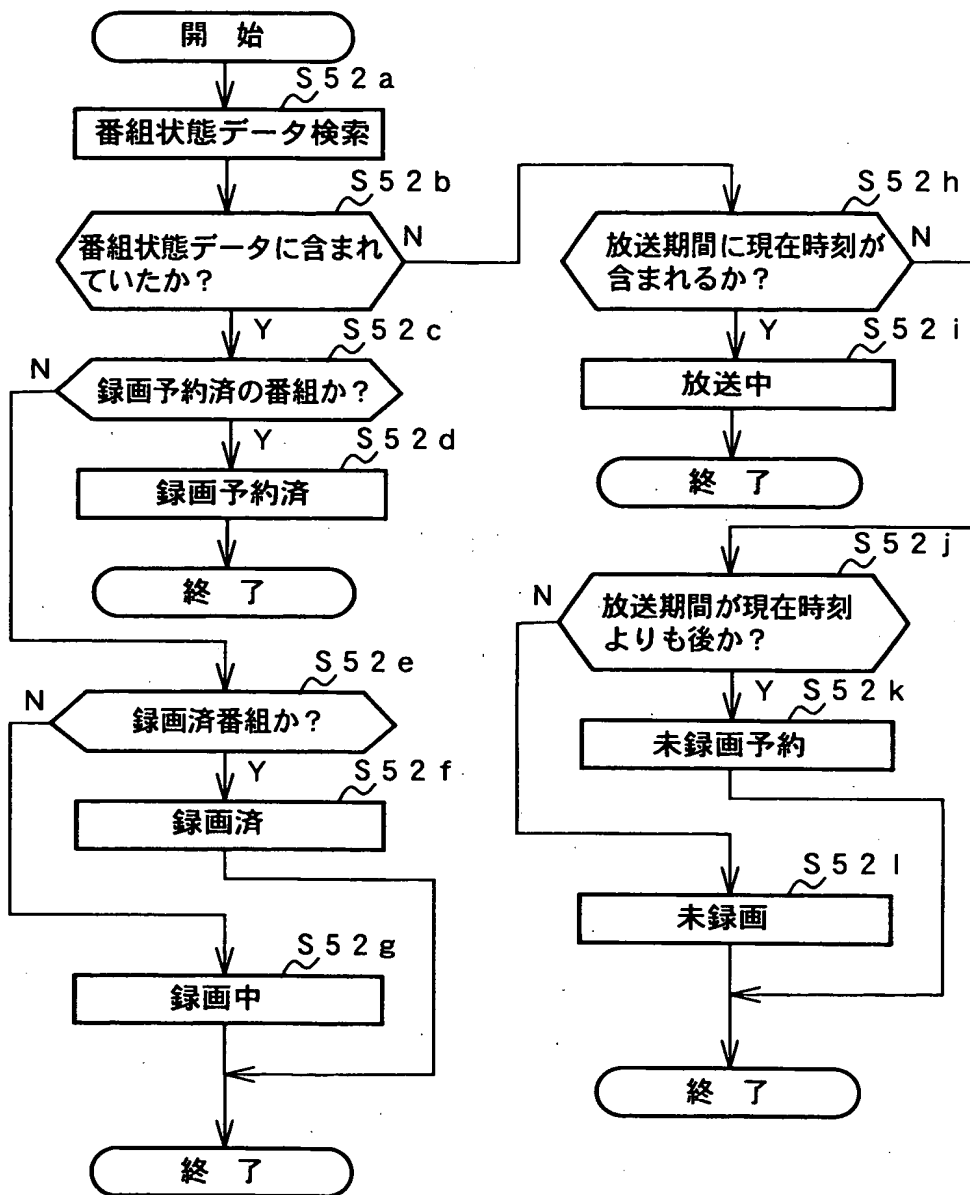 開 始
S52a
番組状態データ検索
S52b
番組状態データに含まれ
ていたか?
N
Y
S52c
N
録画予約済の番組か?
Y
S52d
録画予約済
終 了
S52e
N
録画済番組か?
Y
S52f
録画済
S52g
録画中
終 了
S52h
放送期間に現在時刻が
含まれるか?
N
Y
S52i
放送中
終 了
S52j
N
放送期間が現在時刻
よりも後か?
Y
S52k
未録画予約
S52l
未録画
終 了